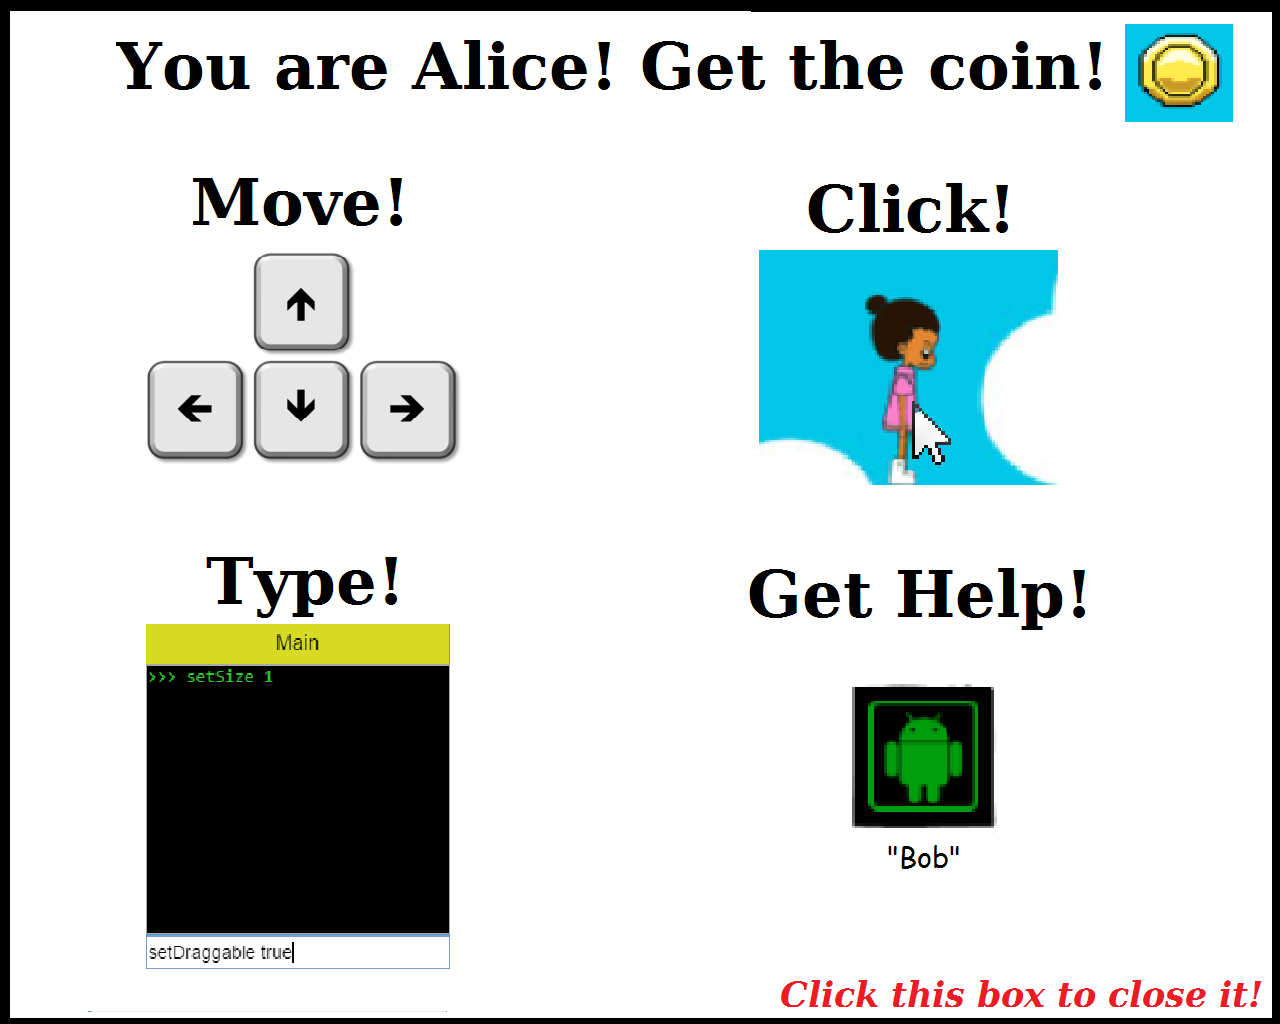 You are Alice! Get the coin!
Move!
Click!
Type!
Main
>>> setSize 1
setDraggable true
Get Help!
"Bob"
Click this box to close it!